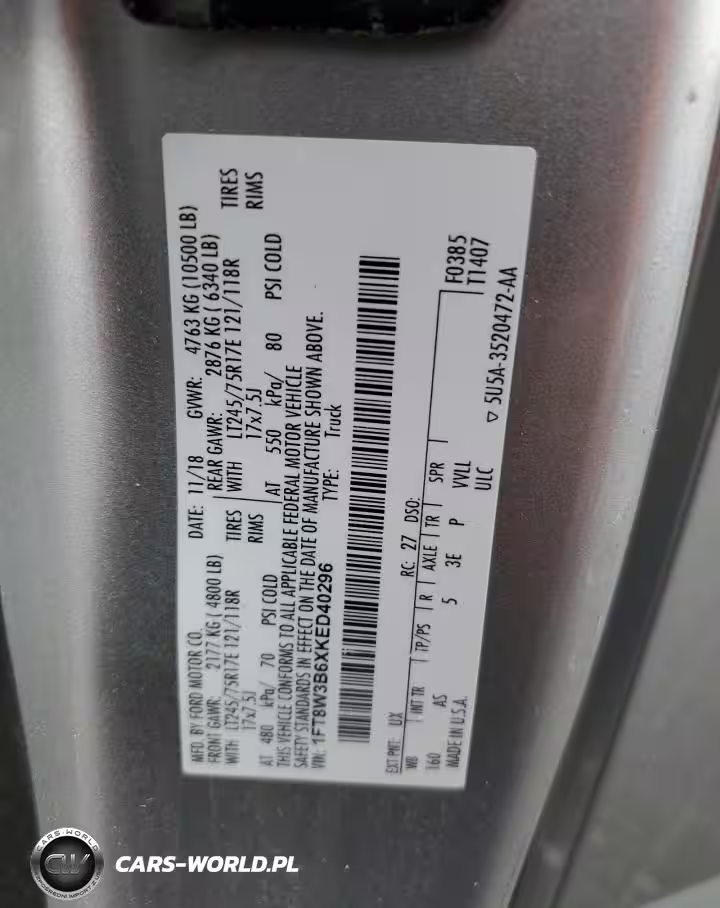 MFD. BY FORD MOTOR CO.
DATE: 11/18 GVWR: 4763 KG (10500 LB)
FRONT GAWR: 2177 KG ( 4800 LB)
REAR GAWR: 2876 KG ( 6340 LB)
WITH LT245/75R17E 121/118R TIRES
WITH LT245/75R17E 121/118R TIRES
17x7.5J RIMS
17x7.5J RIMS
AT 480 kPa/ 70 PSI COLD
AT 550 kPa/ 80 PSI COLD
THIS VEHICLE CONFORMS TO ALL APPLICABLE FEDERAL MOTOR VEHICLE
SAFETY STANDARDS IN EFFECT ON THE DATE OF MANUFACTURE SHOWN ABOVE.
VIN: 1FT8W3B6XKED40296
TYPE: Truck
F0385
T1407
EXT PNT: UX RC: 27 DSO:
WB INT TR TP/PS R AXLE TR SPR
160 AS 5 3E P VVLL
MADE IN U.S.A. ULC
▽ 5U5A-3520472-AA
CARS-WORLD
CW
CARS-WORLD.PL